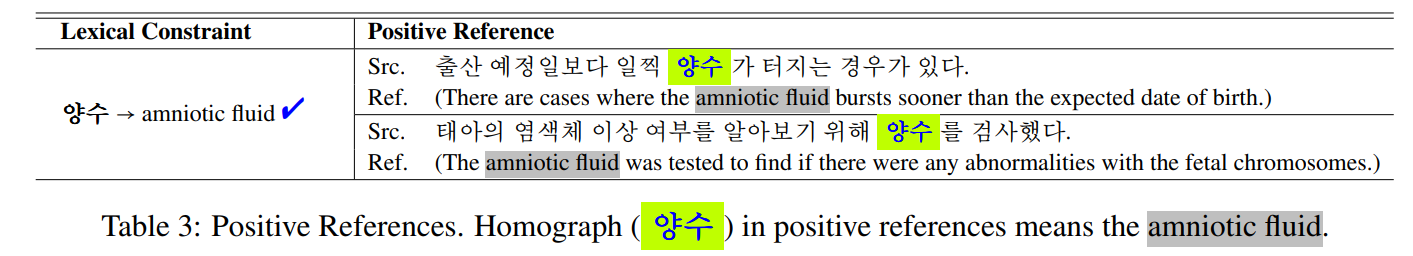 Lexical Constraint Positive Reference
Src. 출산 예정일보다 일찍 양수 가 터지는 경우가 있다.
양수 → amniotic fluid ✔
Ref. (There are cases where the amniotic fluid bursts sooner than the expected date of birth.)
Src. 태아의 염색체 이상 여부를 알아보기 위해 양수 를 검사했다.
Ref. (The amniotic fluid was tested to find if there were any abnormalities with the fetal chromosomes.)
Table 3: Positive References. Homograph ( 양수 ) in positive references means the amniotic fluid.